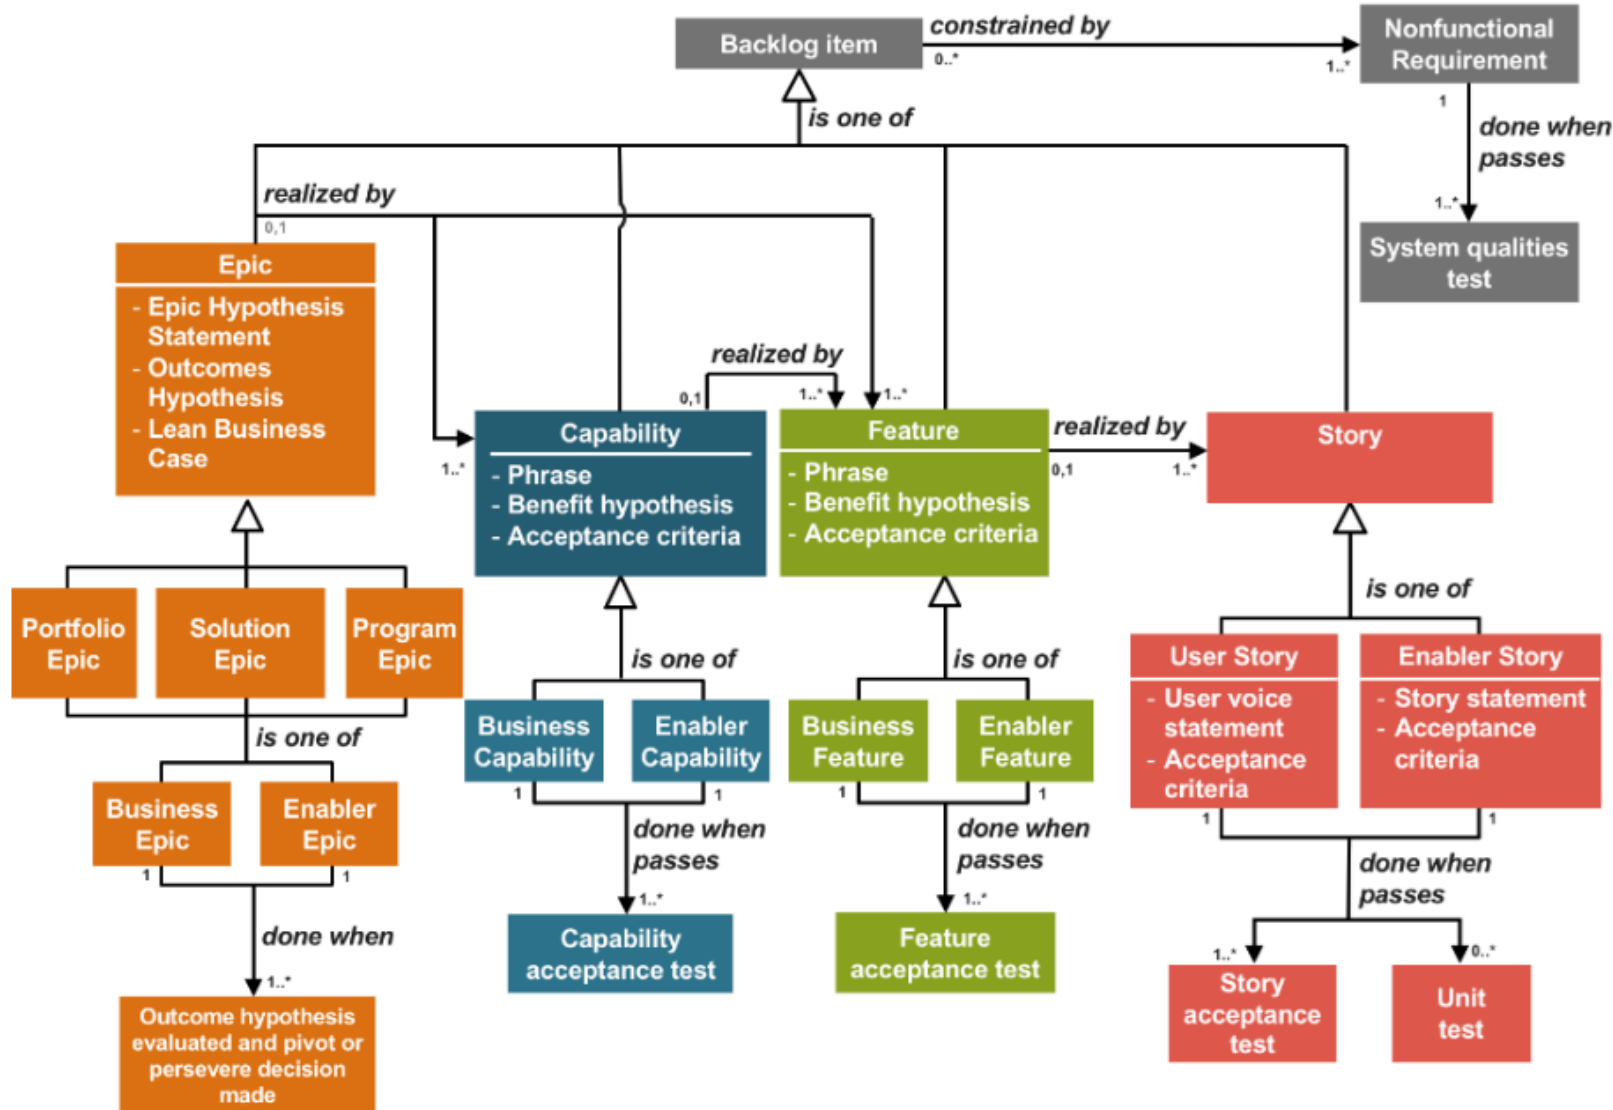 Backlog item
constrained by
0..*
1..*
Nonfunctional
Requirement
1
done when
passes
1..*
System qualities
test
is one of
realized by
0,1
Epic
- Epic Hypothesis
Statement
- Outcomes
Hypothesis
- Lean Business
Case
realized by
0,1
1..*
1..*
1..*
Capability
- Phrase
- Benefit hypothesis
- Acceptance criteria
Feature
- Phrase
- Benefit hypothesis
- Acceptance criteria
realized by
0,1
1..*
Story
Portfolio
Epic
Solution
Epic
Program
Epic
is one of
Business
Epic
Enabler
Epic
1
1
done when
1..*
Outcome hypothesis
evaluated and pivot or
persevere decision
made
is one of
Business
Capability
Enabler
Capability
1
1
done when
passes
1..*
Capability
acceptance test
is one of
Business
Feature
Enabler
Feature
1
1
done when
passes
1..*
Feature
acceptance test
is one of
User Story
- User voice
statement
- Acceptance
criteria
Enabler Story
- Story statement
- Acceptance
criteria
1
1
done when
passes
1..*
0..*
Story
acceptance
test
Unit
test